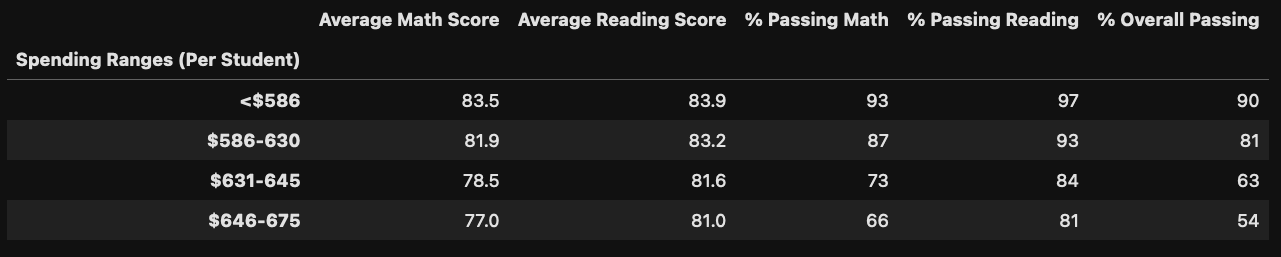 Average Math Score Average Reading Score % Passing Math % Passing Reading % Overall Passing
Spending Ranges (Per Student)
<$586 83.5 83.9 93 97 90
$586-630 81.9 83.2 87 93 81
$631-645 78.5 81.6 73 84 63
$646-675 77.0 81.0 66 81 54